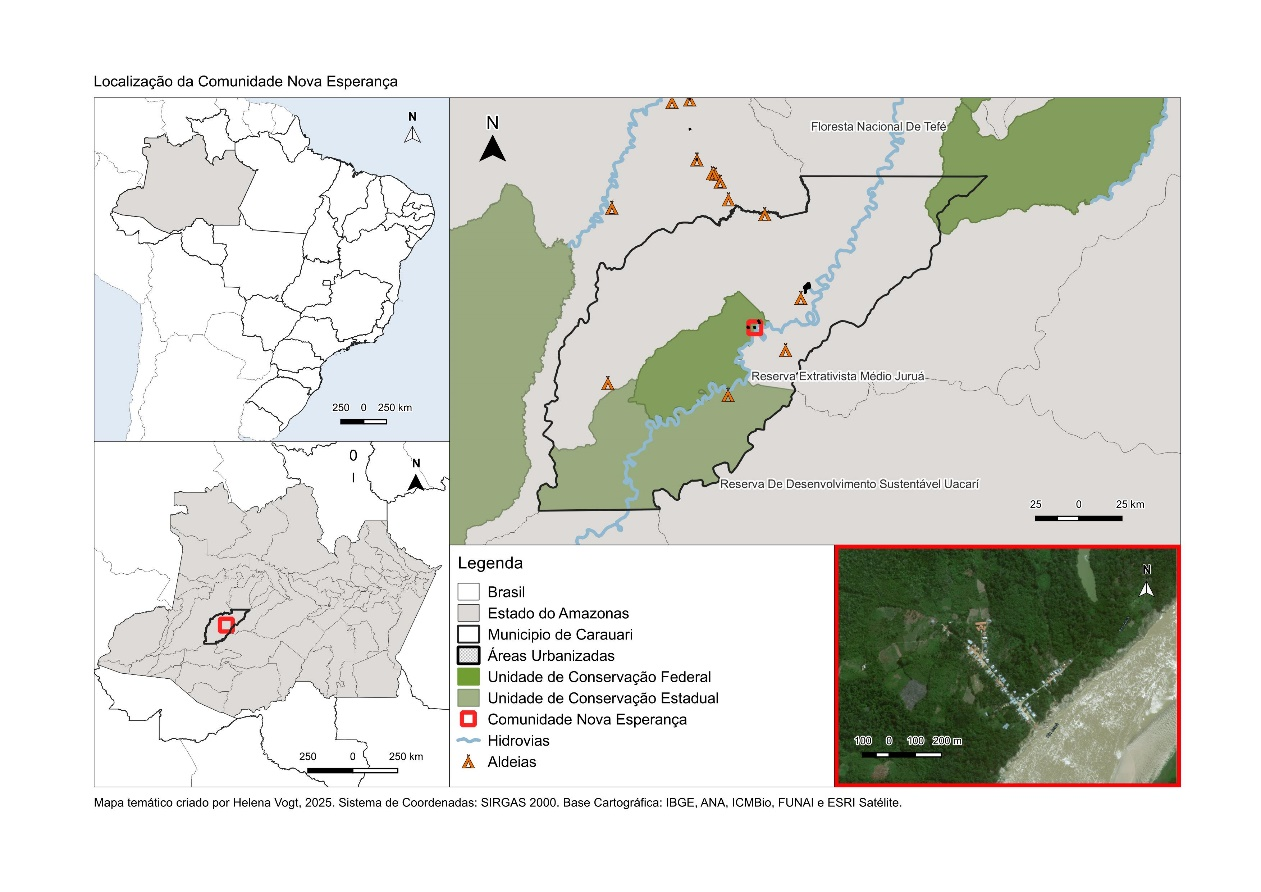 Localização da Comunidade Nova Esperança
N
250 0 250 km
0
N
250 0 250 km
N
Floresta Nacional De Tefé
Reserva Extrativista Médio Juruá
Reserva De Desenvolvimento Sustentável Uacarí
25 0 25 km
Legenda
Brasil
Estado do Amazonas
Municipio de Carauari
Áreas Urbanizadas
Unidade de Conservação Federal
Unidade de Conservação Estadual
Comunidade Nova Esperança
Hidrovias
Aldeias
N
100 0 100 200 m
Mapa temático criado por Helena Vogt, 2025. Sistema de Coordenadas: SIRGAS 2000. Base Cartográfica: IBGE, ANA, ICMBio, FUNAI e ESRI Satélite.